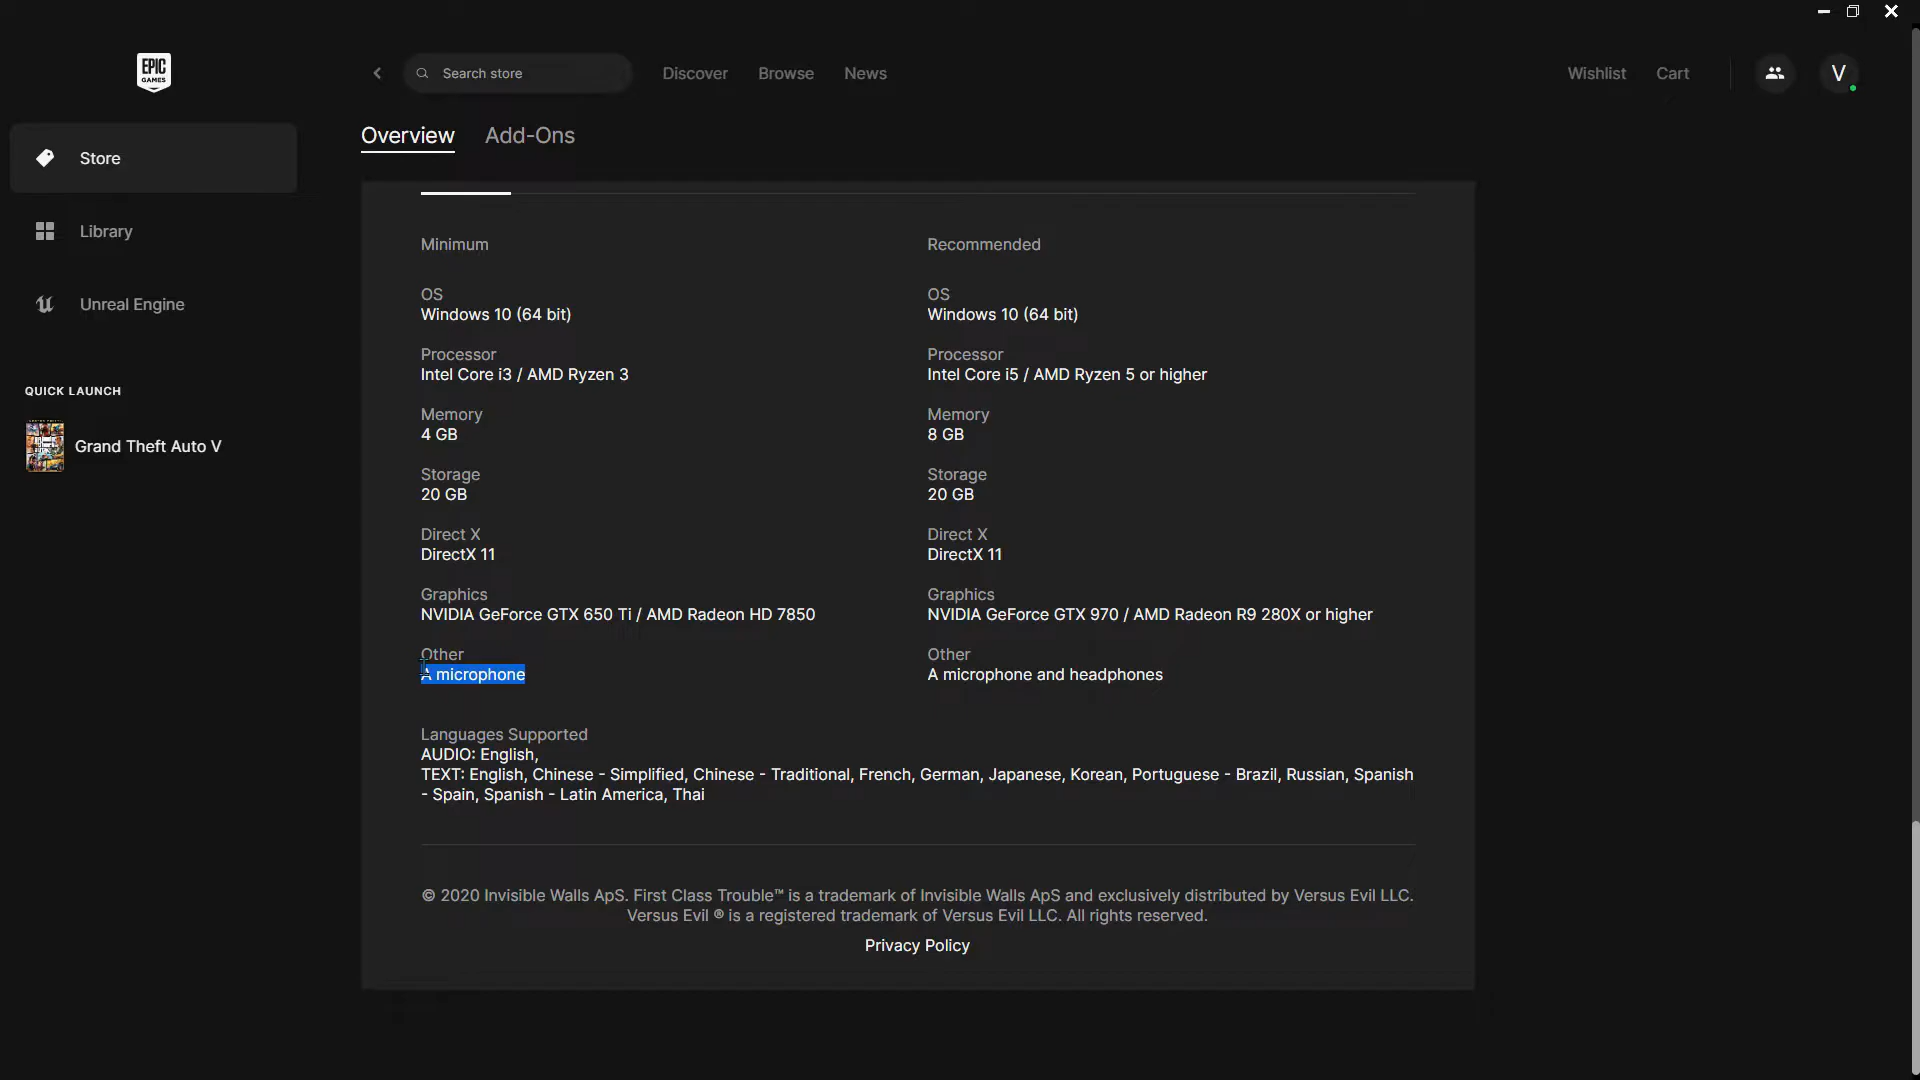 EPIC
GAMES
Search store
Discover
Browse
News
Wishlist
Cart
V
Store
Library
Unreal Engine
QUICK LAUNCH
Grand Theft Auto V
Overview
Add-Ons
Minimum
OS
Windows 10 (64 bit)
Processor
Intel Core i3 / AMD Ryzen 3
Memory
4 GB
Storage
20 GB
Direct X
DirectX 11
Graphics
NVIDIA GeForce GTX 650 Ti / AMD Radeon HD 7850
Other
A microphone
Recommended
OS
Windows 10 (64 bit)
Processor
Intel Core i5 / AMD Ryzen 5 or higher
Memory
8 GB
Storage
20 GB
Direct X
DirectX 11
Graphics
NVIDIA GeForce GTX 970 / AMD Radeon R9 280X or higher
Other
A microphone and headphones
Languages Supported
AUDIO: English,
TEXT: English, Chinese - Simplified, Chinese - Traditional, French, German, Japanese, Korean, Portuguese - Brazil, Russian, Spanish
- Spain, Spanish - Latin America, Thai
© 2020 Invisible Walls ApS. First Class Trouble™ is a trademark of Invisible Walls ApS and exclusively distributed by Versus Evil LLC.
Versus Evil ® is a registered trademark of Versus Evil LLC. All rights reserved.
Privacy Policy